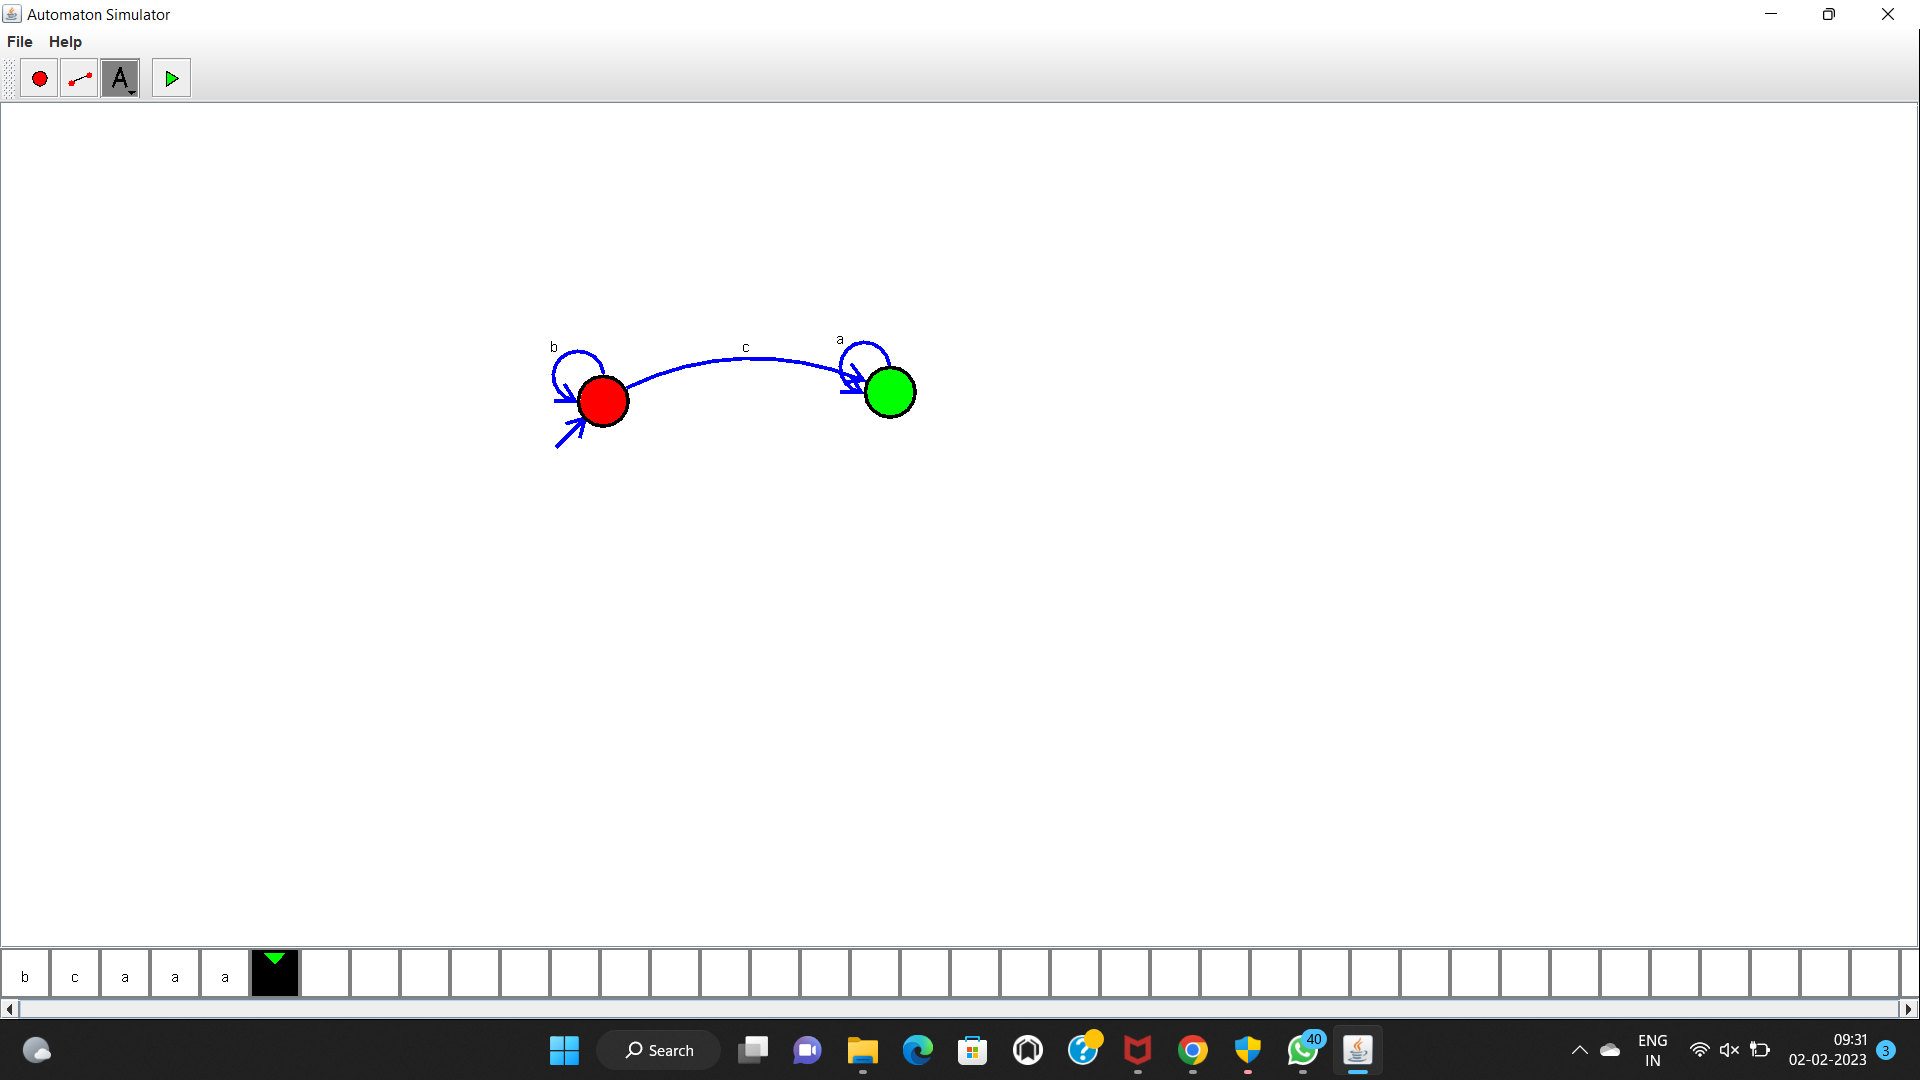 Automaton Simulator
File Help
A
b
c
a
b c a a a
Search
40
ENG
IN
09:31
02-02-2023
3